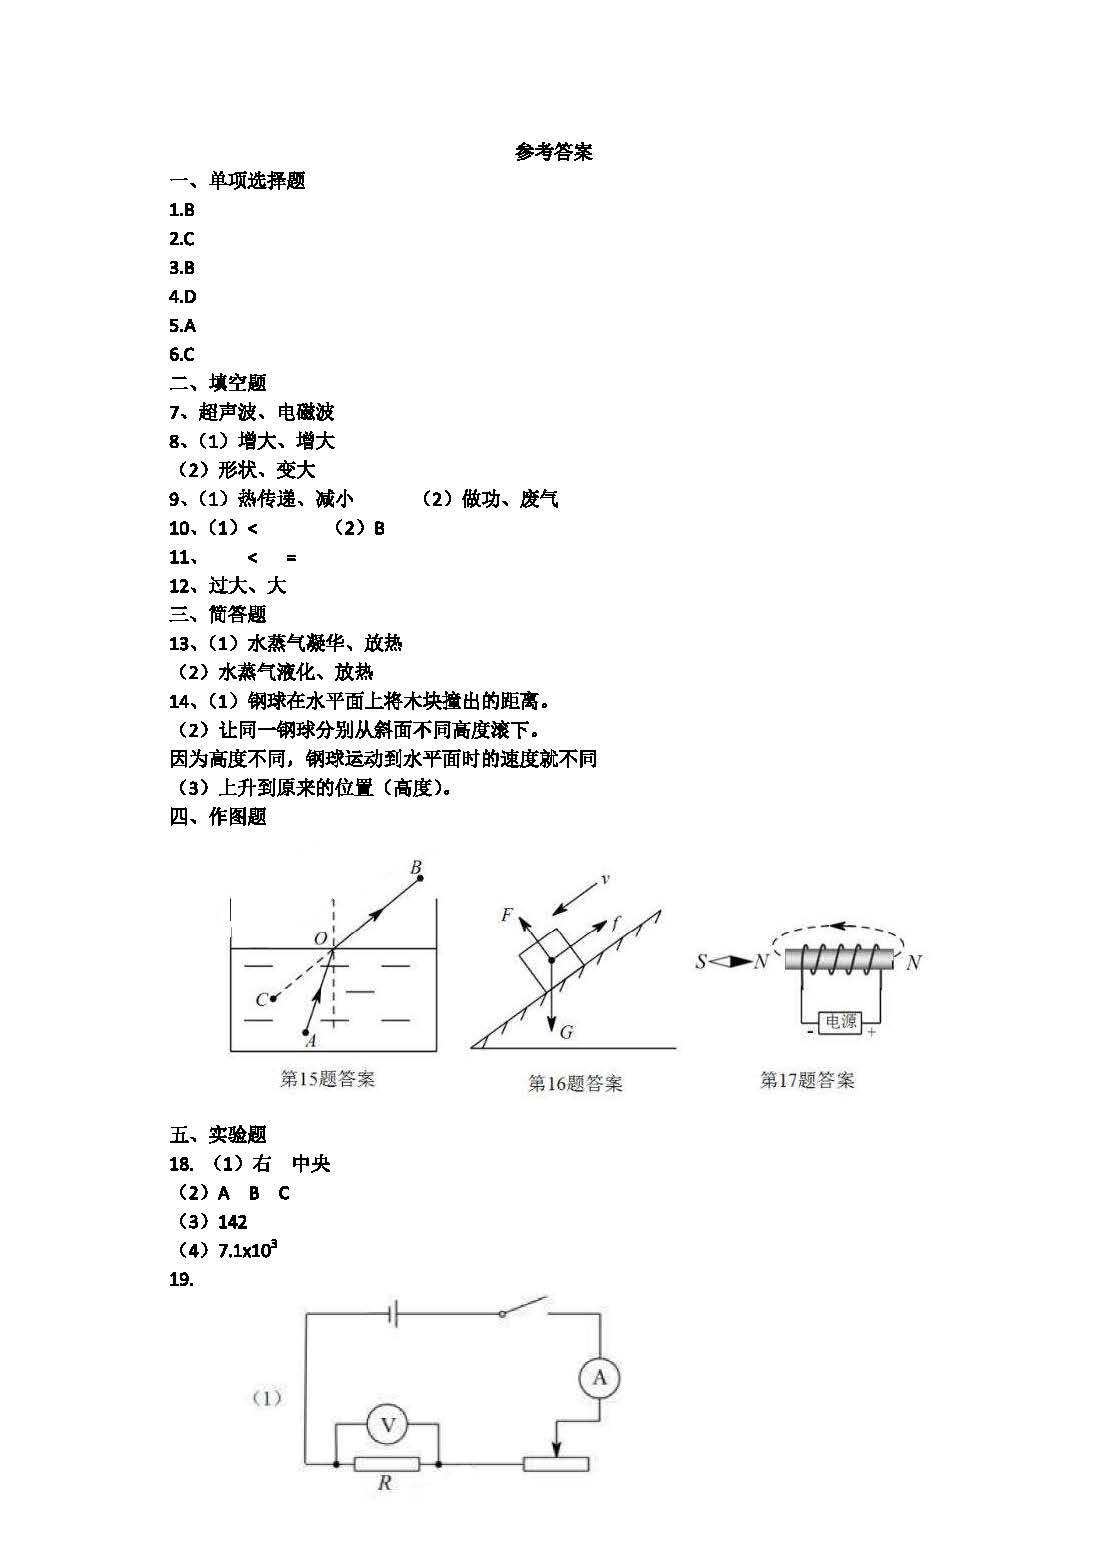 参考答案
一、单项选择题
1.B
2.C
3.B
4.D
5.A
6.C
二、填空题
7、超声波、电磁波
8、（1）增大、增大
（2）形状、变大
9、（1）热传递、减小 （2）做功、废气
10、（1）< （2）B
11、 < =
12、过大、大
三、简答题
13、（1）水蒸气凝华、放热
（2）水蒸气液化、放热
14、（1）钢球在水平面上将木块撞出的距离。
（2）让同一钢球分别从斜面不同高度滚下。
因为高度不同，钢球运动到水平面时的速度就不同
（3）上升到原来的位置（高度）。
四、作图题
B
O
C
A
第15题答案
v
F
f
G
第16题答案
S N N
电源
- +
第17题答案
五、实验题
18. （1）右 中央
（2）A B C
（3）142
（4）7.1x10³
19.
（1）
A
V
R